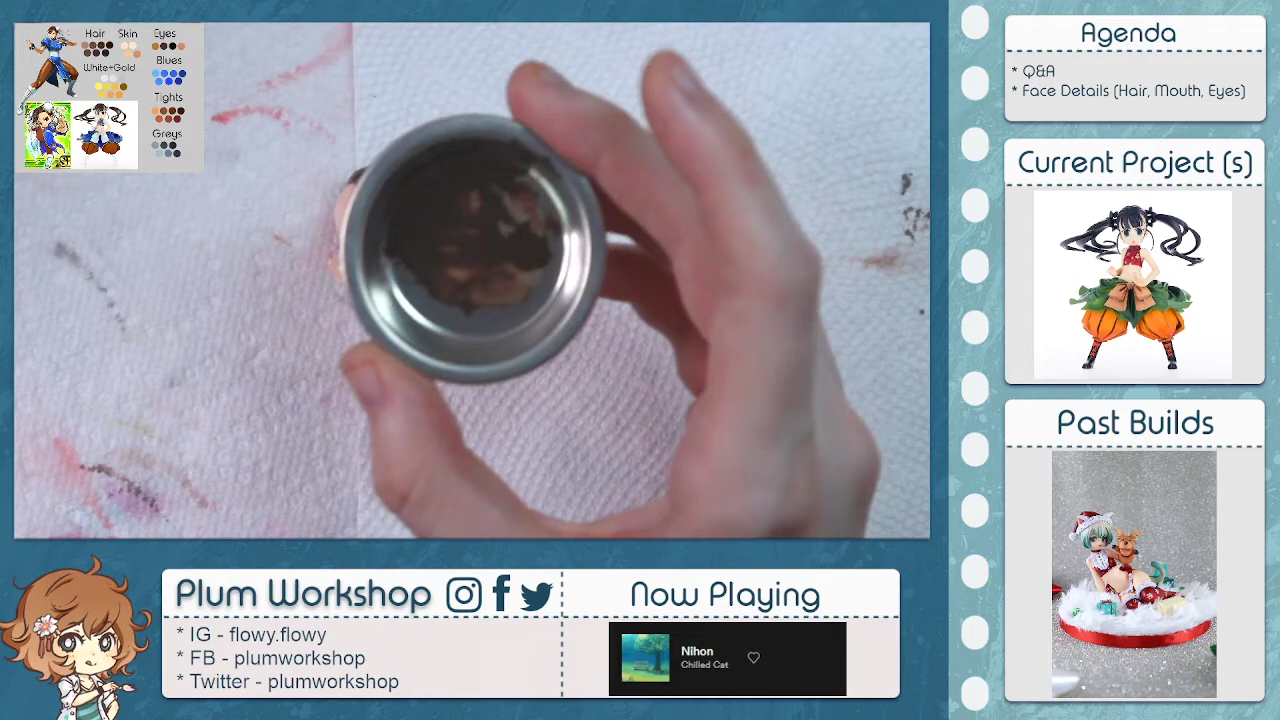 Hair
Skin
Eyes
White+Gold
Blues
Tights
Greys
Agenda
* Q&A
* Face Details (Hair, Mouth, Eyes)
Current Project (s)
Past Builds
Plum Workshop
* IG - flowy.flowy
* FB - plumworkshop
* Twitter - plumworkshop
Now Playing
Nihon
Chilled Cat